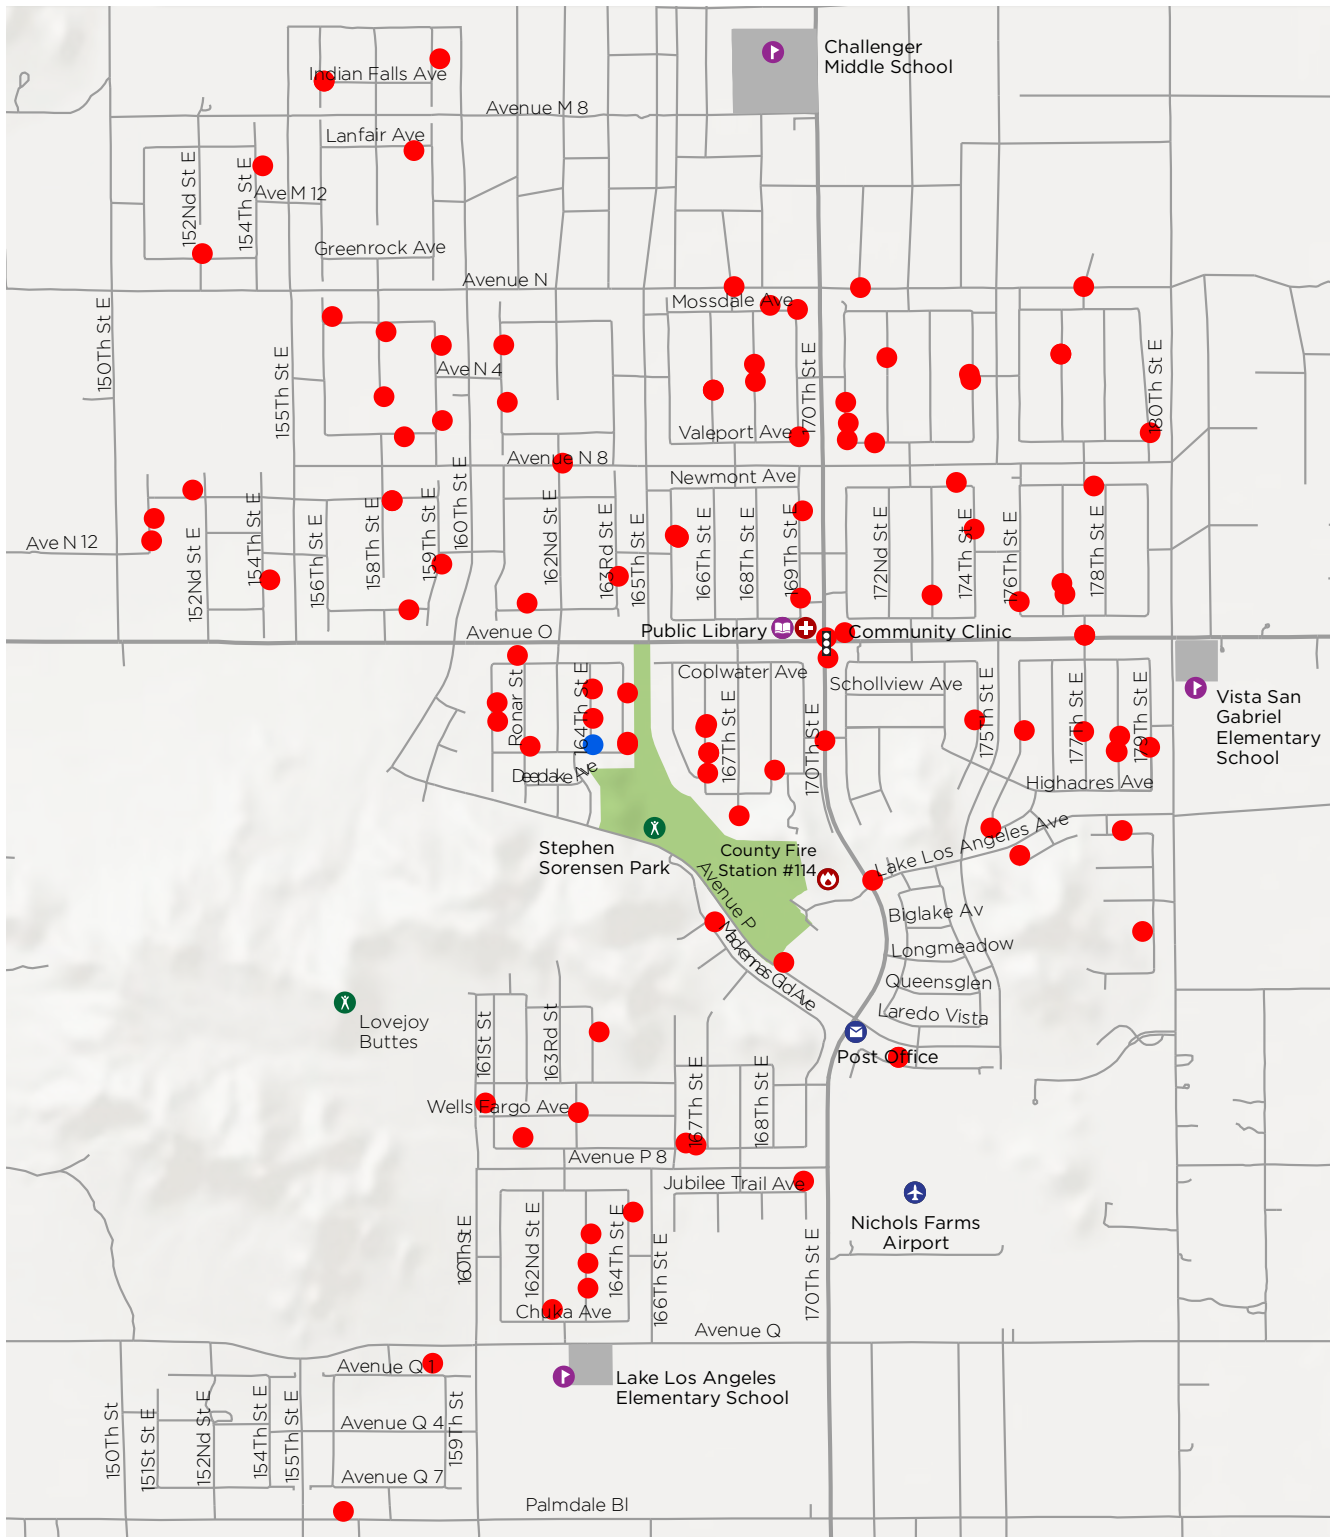 Challenger
Middle School
Indian Falls Ave
Avenue M 8
Lanfair Ave
152Nd St E
154Th St E
Ave M 12
Greenrock Ave
Avenue N
Mossdale Ave
150Th St E
155Th St E
Ave N 4
170Th St E
180Th St E
Valeport Ave
Avenue N 8
Newmont Ave
160Th St E
Ave N 12
152Nd St E
154Th St E
156Th St E
158Th St E
159Th St E
162Nd St E
163Rd St E
165Th St E
166Th St E
168Th St E
169Th St E
172Nd St E
174Th St E
176Th St E
178Th St E
Avenue O
Public Library
Community Clinic
Coolwater Ave
Schollview Ave
Ronar St
164Th St E
167Th St E
170Th St E
175Th St E
177Th St E
179Th St E
Vista San
Gabriel
Elementary
School
Deeplake Ave
Highacres Ave
Stephen
Sorensen Park
County Fire
Station #114
Lake Los Angeles Ave
Avenue P
Mackennas Gld Ave
Biglake Av
Longmeadow
Queensglen
Laredo Vista
Lovejoy
Buttes
Post Office
161St St
163Rd St
Wells Fargo Ave
167Th St E
168Th St E
Avenue P 8
Jubilee Trail Ave
Nichols Farms
Airport
160Th St E
162Nd St E
164Th St E
166Th St E
170Th St E
Chuka Ave
Avenue Q
Avenue Q 1
Lake Los Angeles
Elementary School
150Th St
151St St E
152Nd St E
154Th St E
155Th St E
159Th St
Avenue Q 4
Avenue Q 7
Palmdale Bl